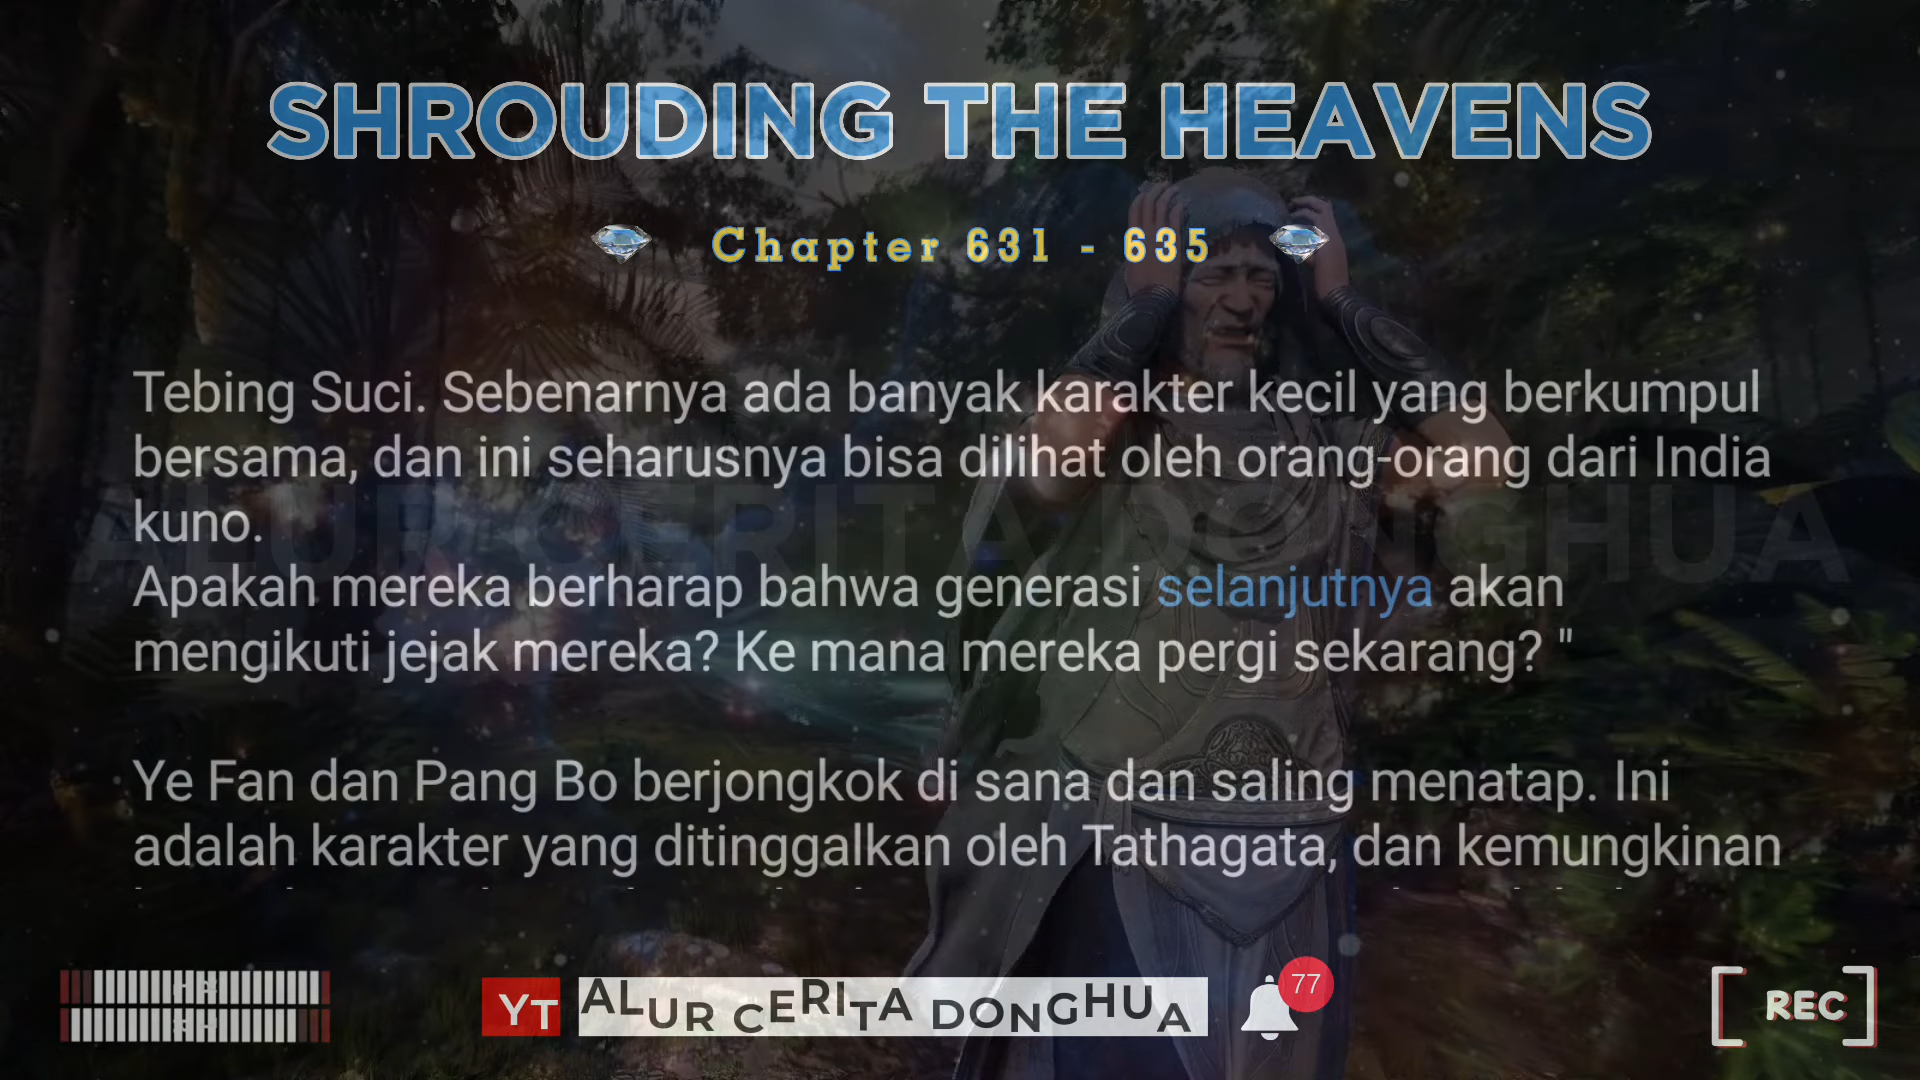 SHROUDING THE HEAVENS
Chapter 631 - 635
Tebing Suci. Sebenarnya ada banyak karakter kecil yang berkumpul
bersama, dan ini seharusnya bisa dilihat oleh orang-orang dari India
kuno.
ALUR CERITA DONGHUA
Apakah mereka berharap bahwa generasi selanjutnya akan
mengikuti jejak mereka? Ke mana mereka pergi sekarang? "
Ye Fan dan Pang Bo berjongkok di sana dan saling menatap. Ini
adalah karakter yang ditinggalkan oleh Tathagata, dan kemungkinan
YT ALUR CERITA DONGHUA 77
REC